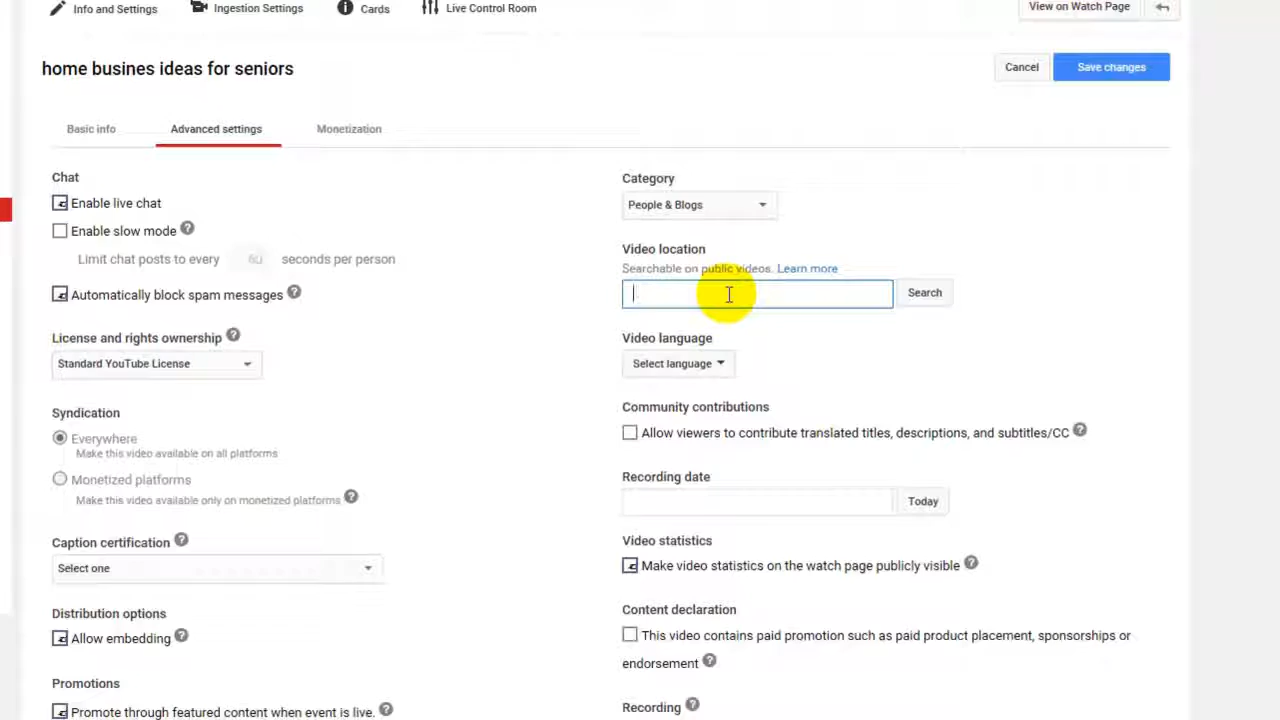 Info and Settings
Ingestion Settings
Cards
Live Control Room
View on Watch Page
home busines ideas for seniors
Cancel
Save changes
Basic info
Advanced settings
Monetization
Chat
Enable live chat
Enable slow mode
Limit chat posts to every 60 seconds per person
Automatically block spam messages
License and rights ownership
Standard YouTube License
Syndication
Everywhere
Make this video available on all platforms
Monetized platforms
Make this video available only on monetized platforms
Caption certification
Select one
Distribution options
Allow embedding
Promotions
Promote through featured content when event is live.
Category
People & Blogs
Video location
Searchable on public videos. Learn more
Search
Video language
Select language
Community contributions
Allow viewers to contribute translated titles, descriptions, and subtitles/CC
Recording date
Today
Video statistics
Make video statistics on the watch page publicly visible
Content declaration
This video contains paid promotion such as paid product placement, sponsorships or
endorsement
Recording